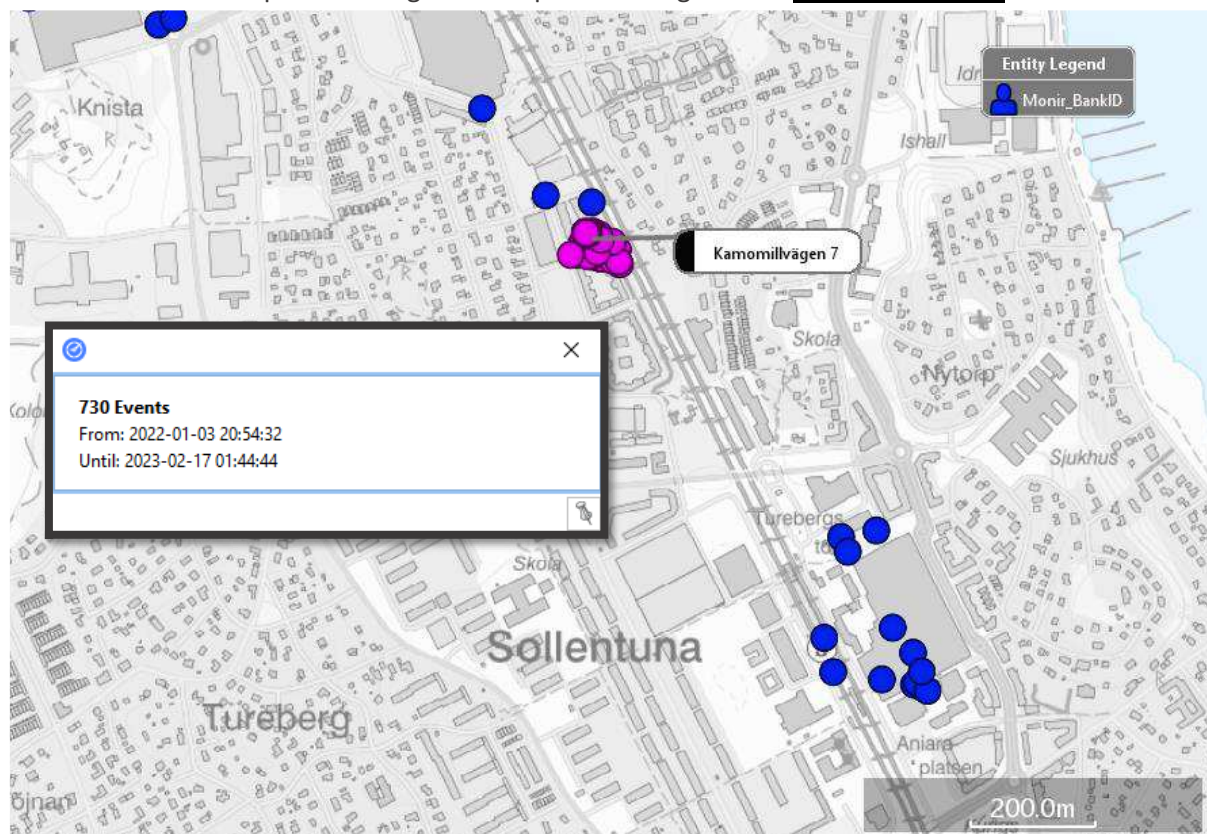 Entity Legend
Monir_BankID
Knista
Ishall
Kamomillvägen 7
Skola
Nytorp
730 Events
From: 2022-01-03 20:54:32
Until: 2023-02-17 01:44:44
Sjukhus
Turebergs
Skola
Sollentuna
Tureberg
Aniara
platsen
200.0m